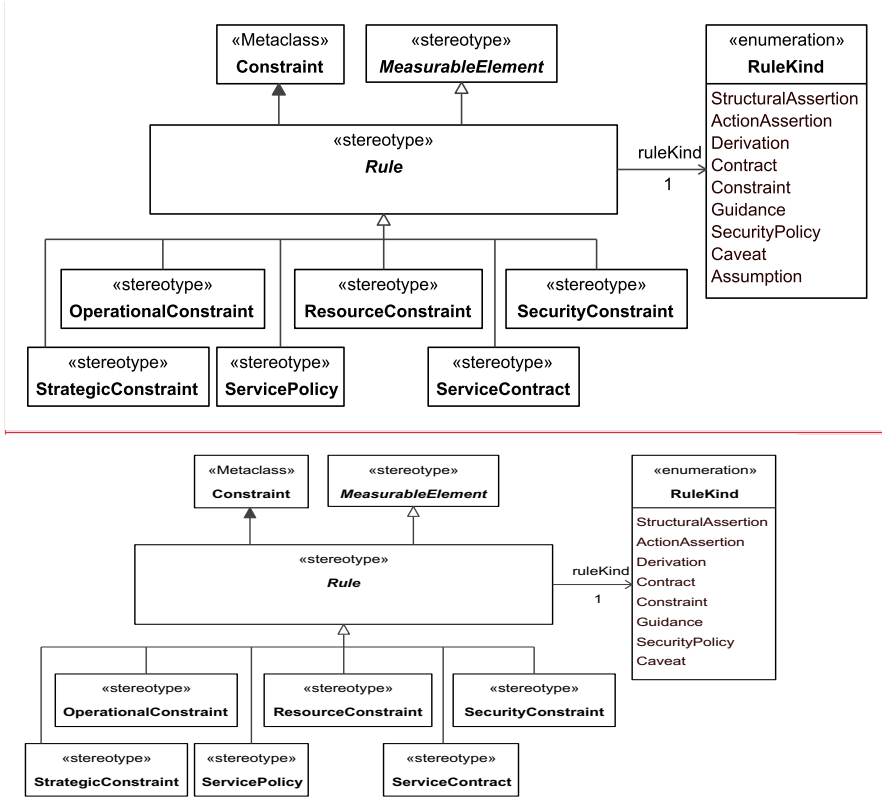 «Metaclass»
Constraint
«stereotype»
MeasurableElement
«enumeration»
RuleKind
StructuralAssertion
ActionAssertion
Derivation
Contract
Constraint
Guidance
SecurityPolicy
Caveat
Assumption
«stereotype»
Rule
ruleKind
1
«stereotype»
OperationalConstraint
«stereotype»
ResourceConstraint
«stereotype»
SecurityConstraint
«stereotype»
StrategicConstraint
«stereotype»
ServicePolicy
«stereotype»
ServiceContract
«Metaclass»
Constraint
«stereotype»
MeasurableElement
«enumeration»
RuleKind
StructuralAssertion
ActionAssertion
Derivation
Contract
Constraint
Guidance
SecurityPolicy
Caveat
«stereotype»
Rule
ruleKind
1
«stereotype»
OperationalConstraint
«stereotype»
ResourceConstraint
«stereotype»
SecurityConstraint
«stereotype»
StrategicConstraint
«stereotype»
ServicePolicy
«stereotype»
ServiceContract